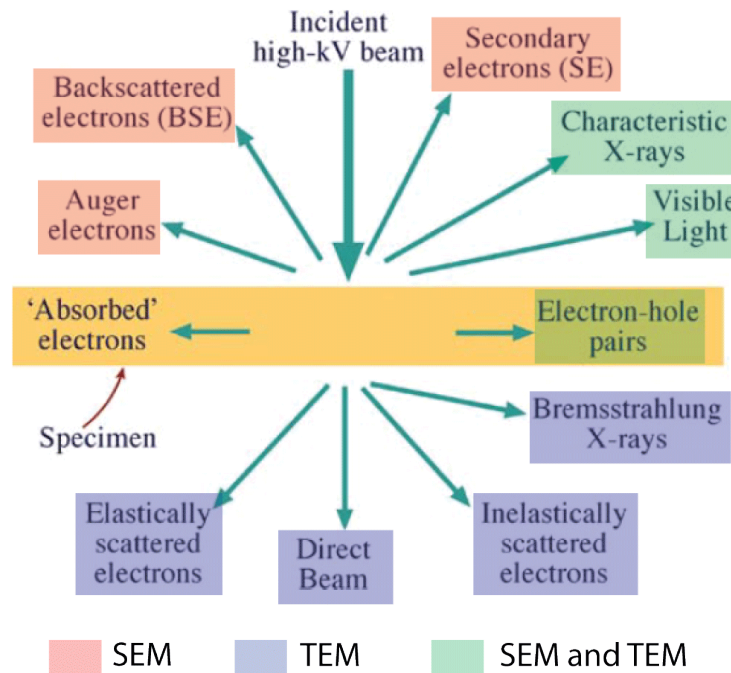 Incident
high-kV beam
Secondary
electrons (SE)
Backscattered
electrons (BSE)
Characteristic
X-rays
Auger
electrons
Visible
Light
'Absorbed'
electrons
Electron-hole
pairs
Specimen
Bremsstrahlung
X-rays
Elastically
scattered
electrons
Direct
Beam
Inelastically
scattered
electrons
SEM
TEM
SEM and TEM